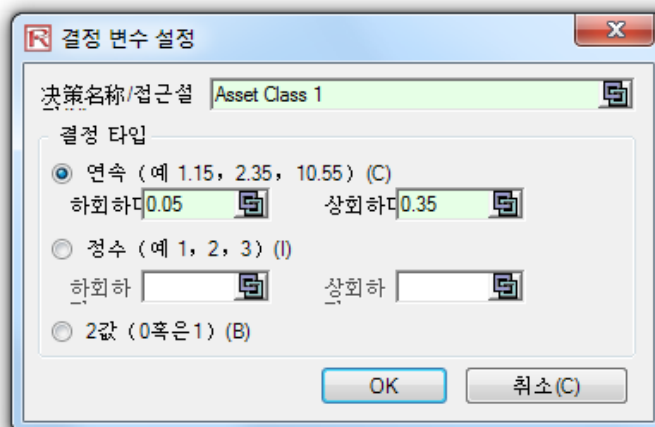 결정 변수 설정
决策名称/접근설
Asset Class 1
결정 타입
연속 (예 1.15, 2.35, 10.55) (C)
하회하다 0.05 상회하다 0.35
정수 (예 1, 2, 3) (I)
하회하 상회하
2값 (0혹은1) (B)
OK 취소(C)